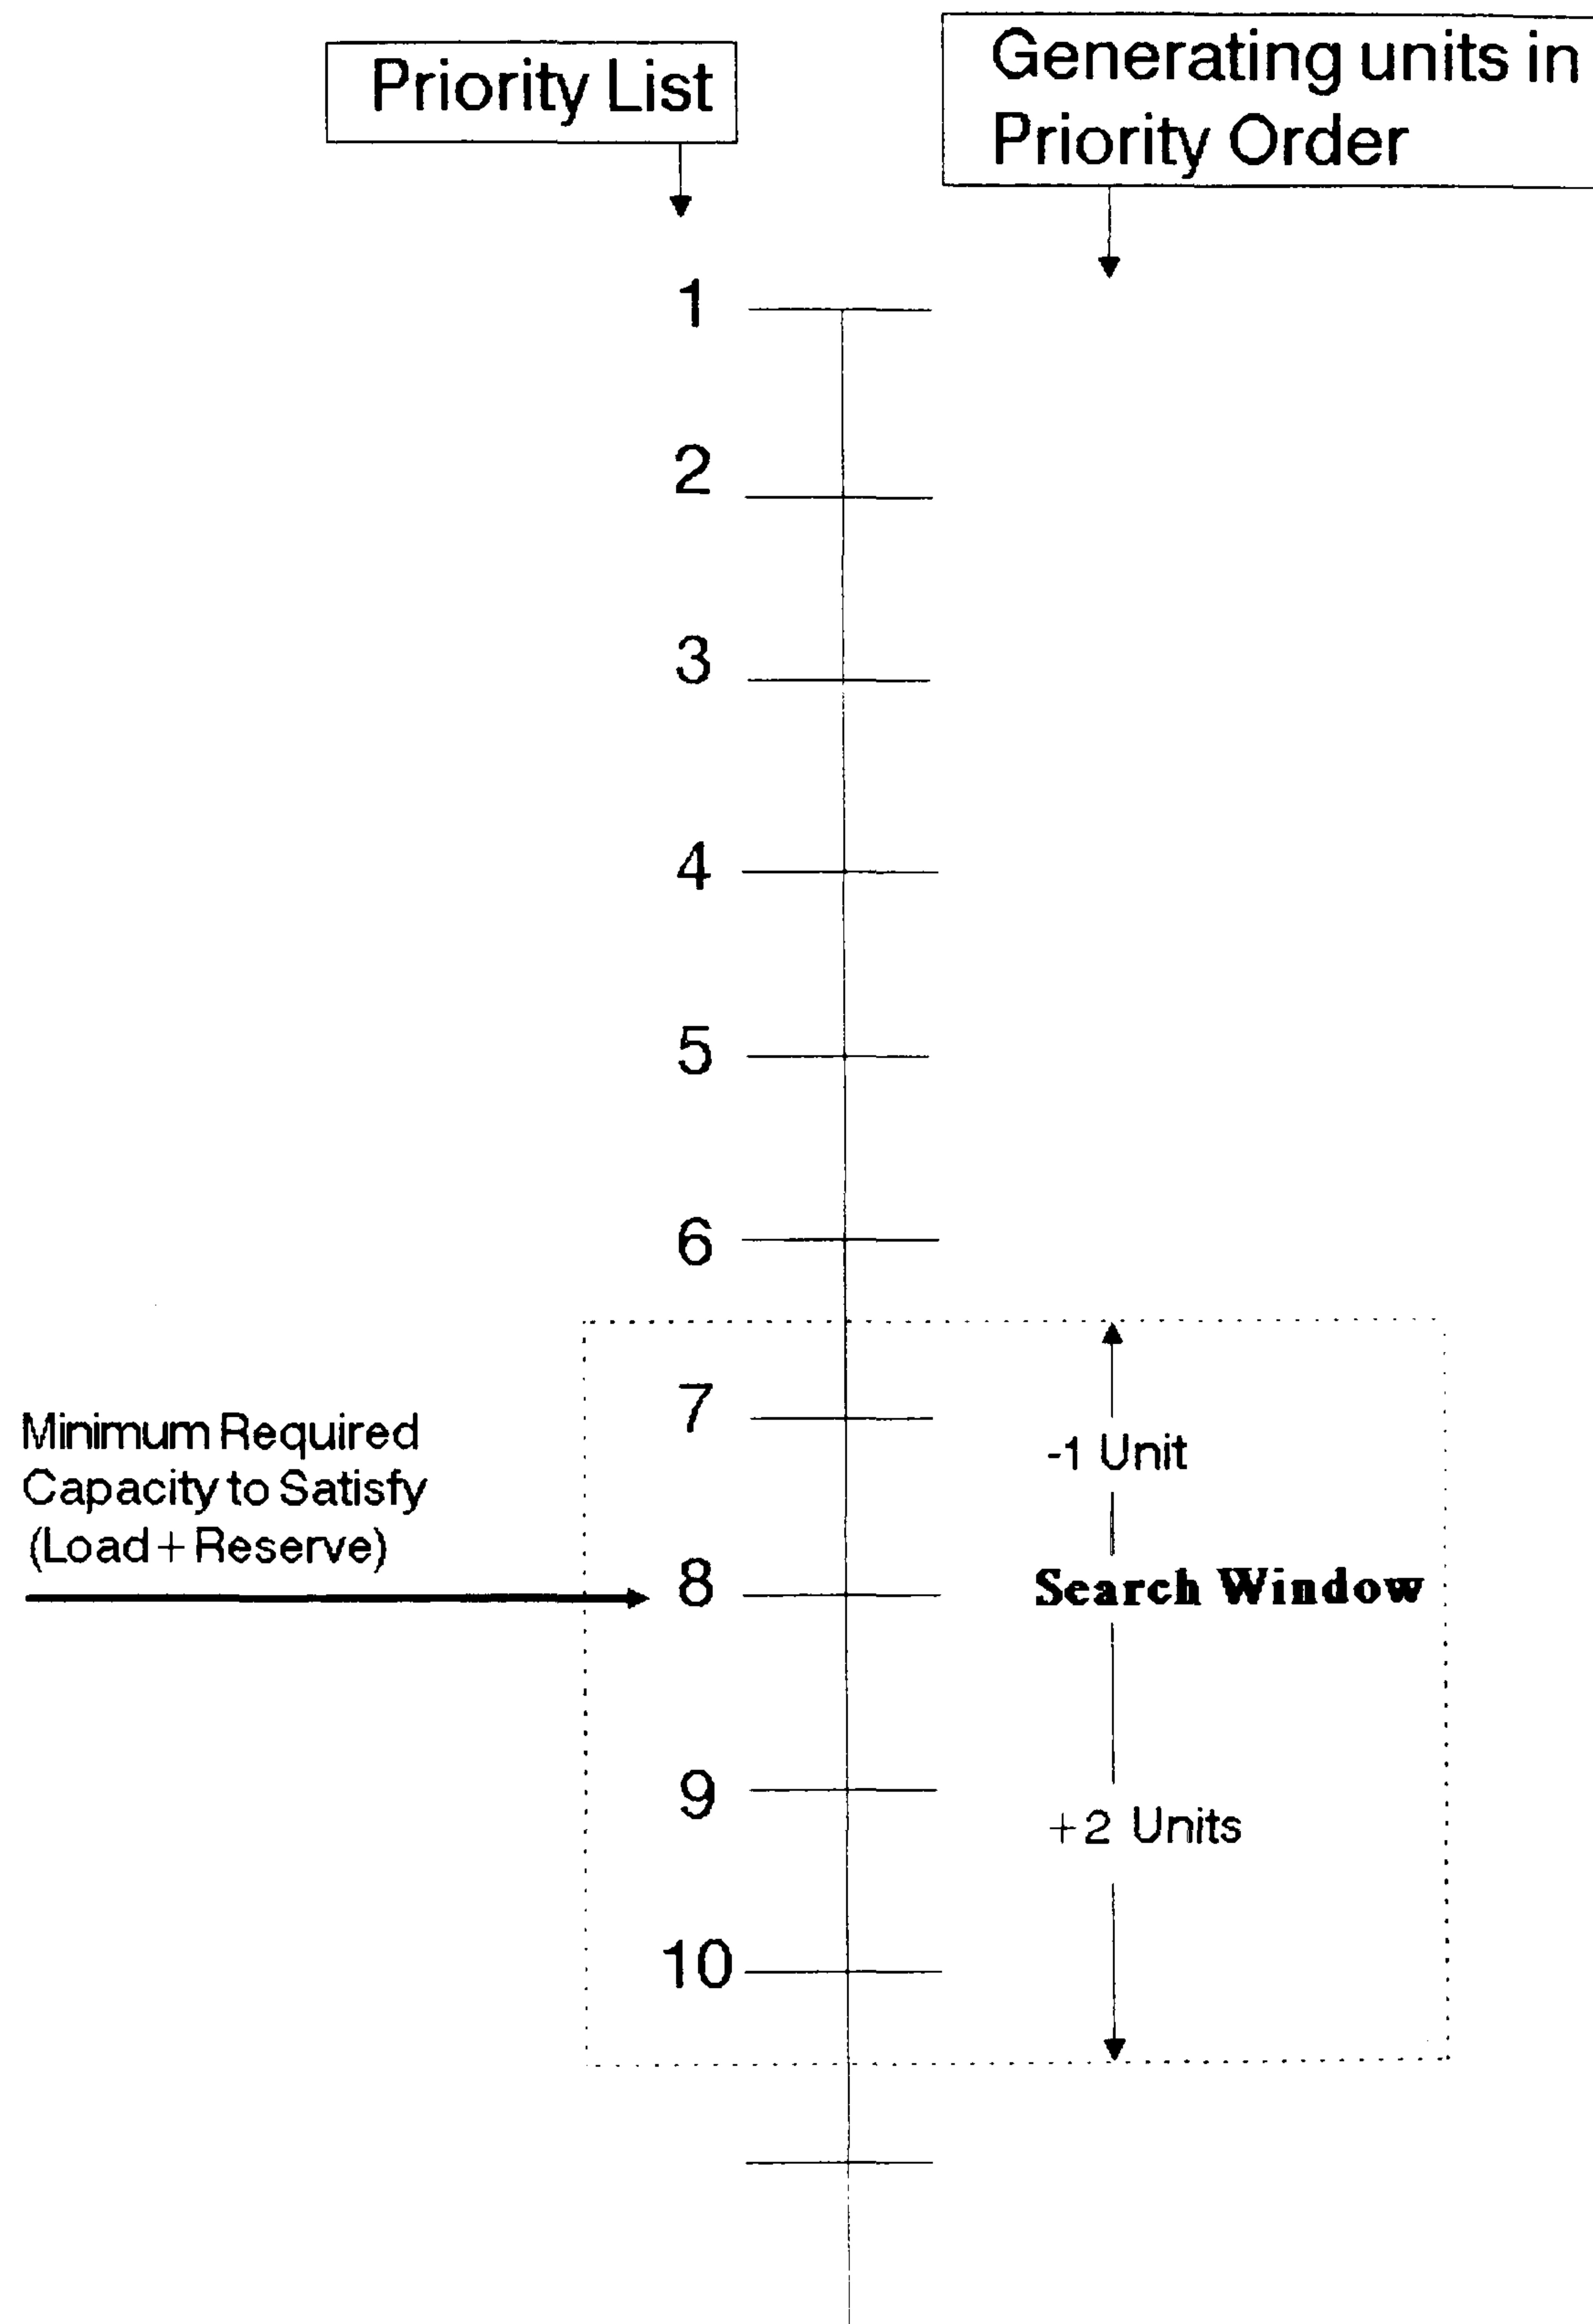 Priority List
Generating units in
Priority Order
1
2
3
4
5
6
7
-1 Unit
Minimum Required
Capacity to Satisfy
(Load+Reserve)
8
Search Window
9
+2 Units
10